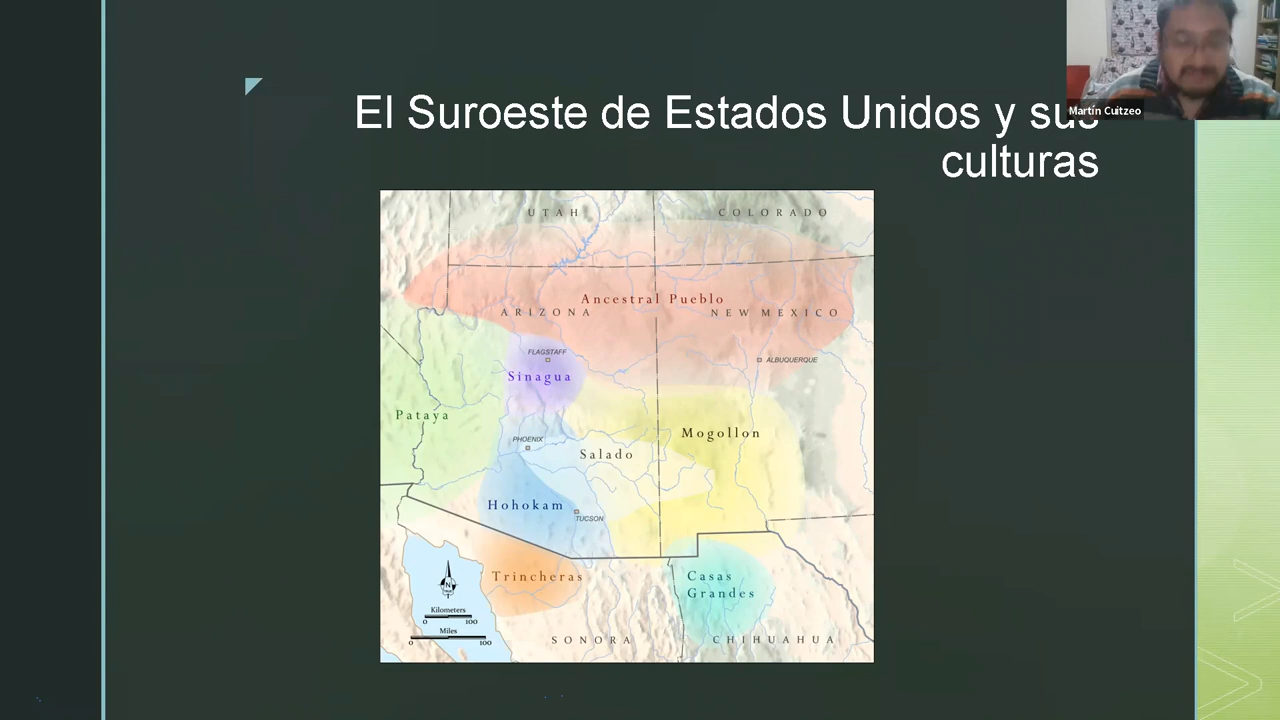 Martín Cuitzeo
El Suroeste de Estados Unidos y sus
culturas
UTAH
COLORADO
Ancestral Pueblo
ARIZONA
NEW MEXICO
FLAGSTAFF
ALBUQUERQUE
Sinagua
Pataya
Mogollon
PHOENIX
Salado
Hohokam
TUCSON
Trincheras
Casas
Grandes
N
Kilometers
0 100
Miles
0 100
SONORA
CHIHUAHUA